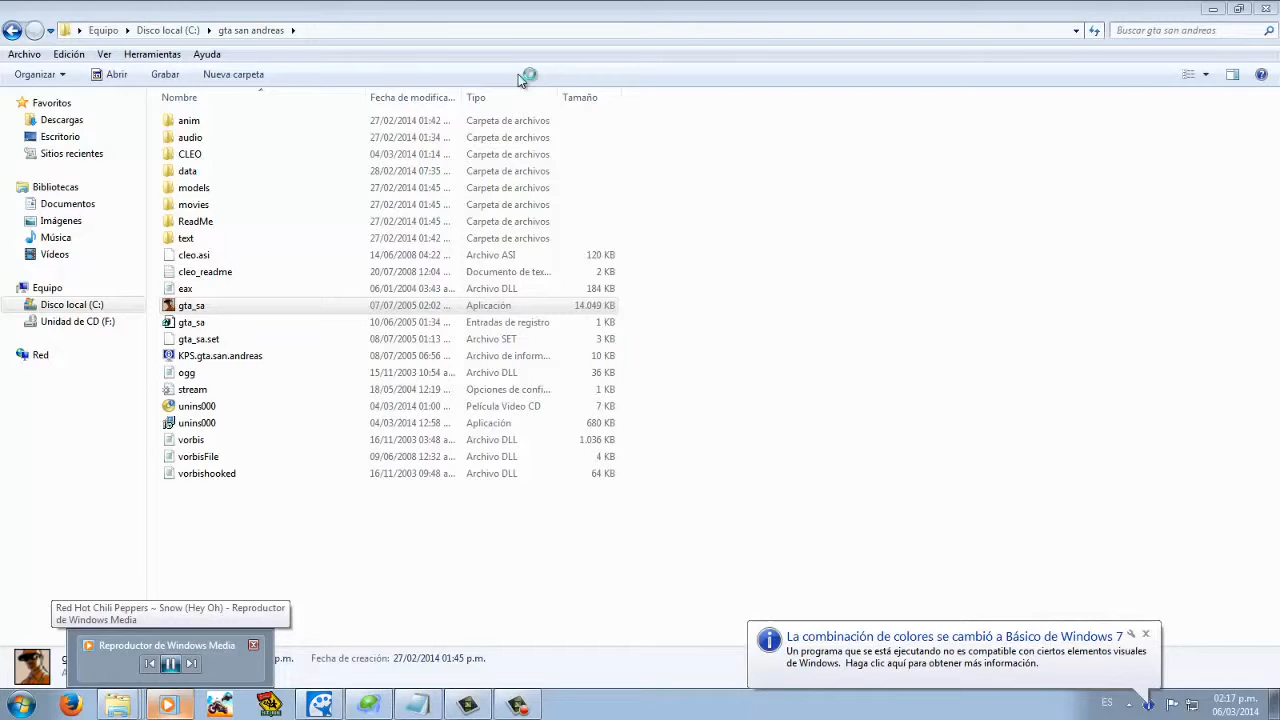 Equipo Disco local (C:) gta san andreas
Buscar gta san andreas
Archivo Edición Ver Herramientas Ayuda
Organizar Abrir Grabar Nueva carpeta
Nombre Fecha de modifica... Tipo Tamaño
Favoritos
Descargas
Escritorio
Sitios recientes
Bibliotecas
Documentos
Imágenes
Música
Vídeos
Equipo
Disco local (C:)
Unidad de CD (F:)
Red
anim 27/02/2014 01:42 ... Carpeta de archivos
audio 27/02/2014 01:34 ... Carpeta de archivos
CLEO 04/03/2014 01:14 ... Carpeta de archivos
data 28/02/2014 07:35 ... Carpeta de archivos
models 27/02/2014 01:45 ... Carpeta de archivos
movies 27/02/2014 01:45 ... Carpeta de archivos
ReadMe 27/02/2014 01:45 ... Carpeta de archivos
text 27/02/2014 01:42 ... Carpeta de archivos
cleo.asi 14/06/2008 04:22 ... Archivo ASI 120 KB
cleo_readme 20/07/2008 12:04 ... Documento de tex... 2 KB
eax 06/01/2004 03:43 a... Archivo DLL 184 KB
gta_sa 07/07/2005 02:02 ... Aplicación 14.049 KB
gta_sa 10/06/2005 01:34 ... Entradas de registro 1 KB
gta_sa.set 08/07/2005 01:13 ... Archivo SET 3 KB
KPS.gta.san.andreas 08/07/2005 06:56 ... Archivo de inform... 10 KB
ogg 15/11/2003 10:54 a... Archivo DLL 36 KB
stream 18/05/2004 12:19 ... Opciones de confi... 1 KB
unins000 04/03/2014 01:00 ... Película Video CD 7 KB
unins000 04/03/2014 12:58 ... Aplicación 680 KB
vorbis 16/11/2003 03:48 a... Archivo DLL 1.036 KB
vorbisFile 09/06/2008 12:32 ... Archivo DLL 4 KB
vorbishooked 16/11/2003 09:48 a... Archivo DLL 64 KB
Red Hot Chili Peppers ~ Snow (Hey Oh) - Reproductor
de Windows Media
Reproductor de Windows Media
p.m. Fecha de creación: 27/02/2014 01:45 p.m.
La combinación de colores se cambió a Básico de Windows 7
Un programa que se está ejecutando no es compatible con ciertos elementos visuales
de Windows. Haga clic aquí para obtener más información.
ES
02:17 p.m.
06/03/2014